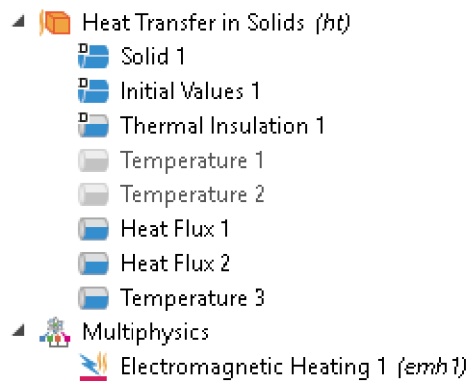 Heat Transfer in Solids (ht)
D Solid 1
D Initial Values 1
D Thermal Insulation 1
Temperature 1
Temperature 2
Heat Flux 1
Heat Flux 2
Temperature 3
Multiphysics
Electromagnetic Heating 1 (emh1)